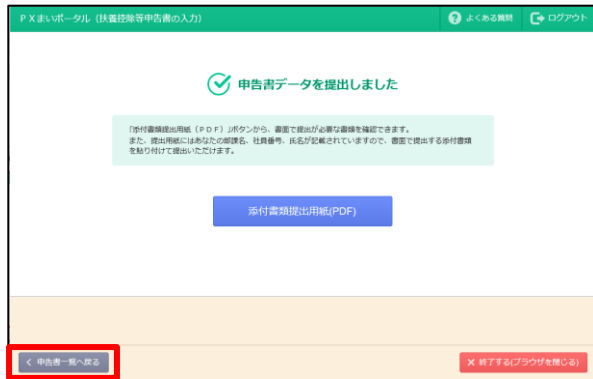 PXまいポータル（扶養控除等申告書の入力）
よくある質問
ログアウト
申告書データを提出しました
「添付書類提出用紙（PDF）」ボタンから、書面で提出が必要な書類を確認できます。
また、提出用紙にはあなたの部課名、社員番号、氏名が記載されていますので、書面で提出する添付書類
を貼り付けて提出いただけます。
添付書類提出用紙(PDF)
申告書一覧へ戻る
終了する(ブラウザを閉じる)